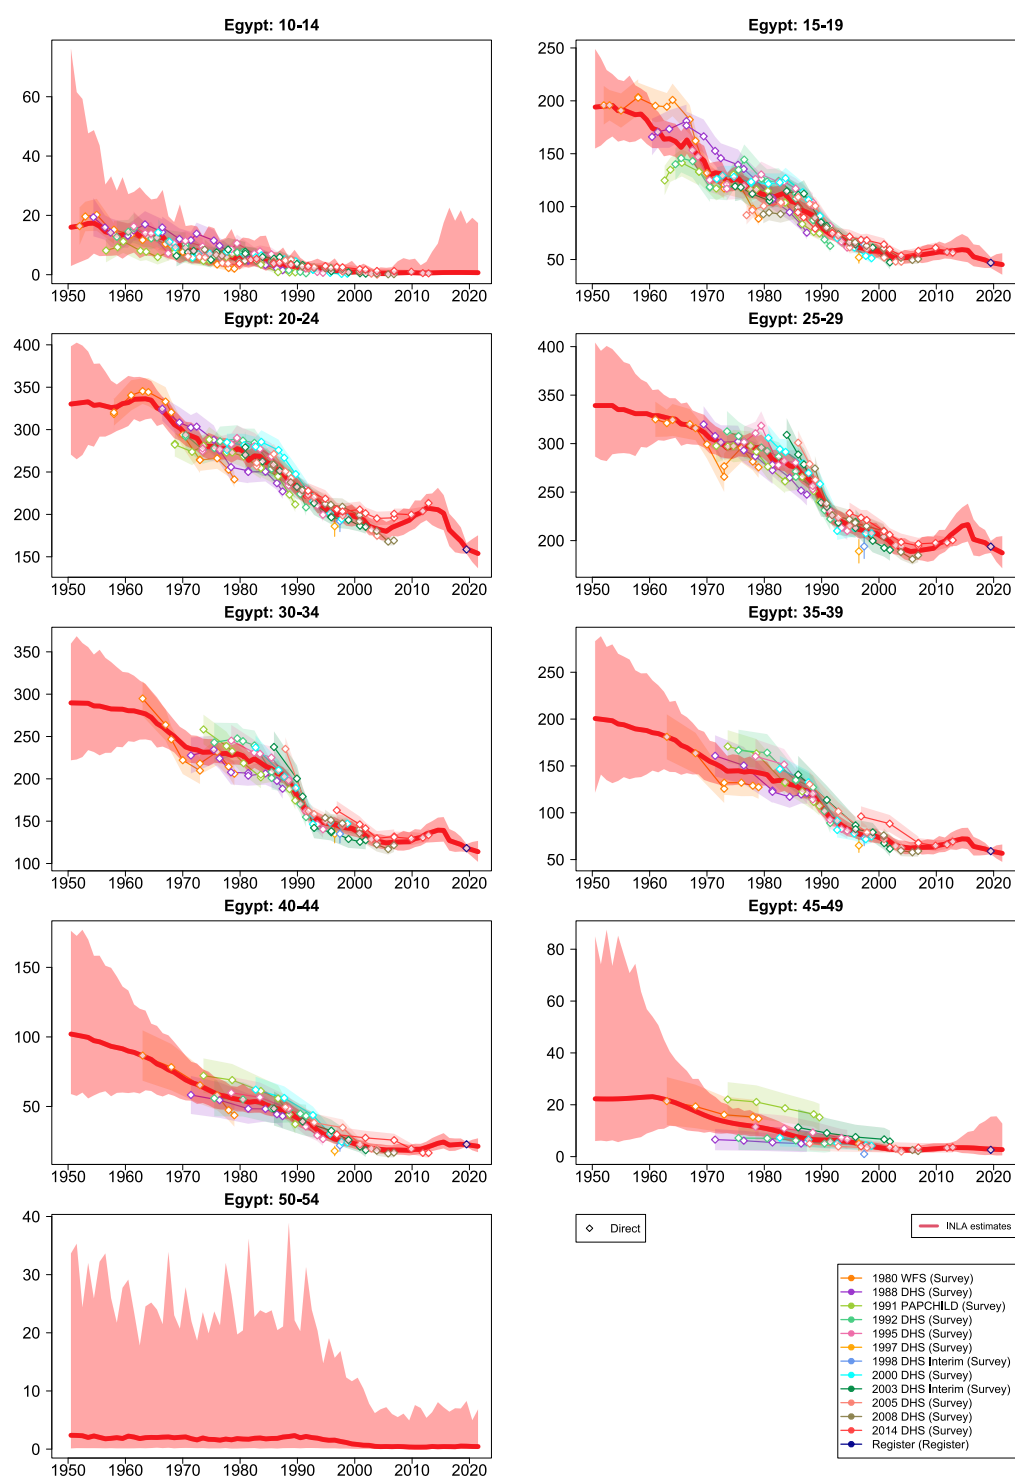 Egypt: 10-14
Egypt: 15-19
60
40
20
0
250
200
150
100
50
1950 1960 1970 1980 1990 2000 2010 2020
1950 1960 1970 1980 1990 2000 2010 2020
Egypt: 20-24
Egypt: 25-29
400
350
300
250
200
150
400
350
300
250
200
1950 1960 1970 1980 1990 2000 2010 2020
1950 1960 1970 1980 1990 2000 2010 2020
Egypt: 30-34
Egypt: 35-39
350
300
250
200
150
100
250
200
150
100
50
1950 1960 1970 1980 1990 2000 2010 2020
1950 1960 1970 1980 1990 2000 2010 2020
Egypt: 40-44
Egypt: 45-49
150
100
50
80
60
40
20
0
1950 1960 1970 1980 1990 2000 2010 2020
1950 1960 1970 1980 1990 2000 2010 2020
Egypt: 50-54
40
30
20
10
0
1950 1960 1970 1980 1990 2000 2010 2020
Direct
INLA estimates
1980 WFS (Survey)
1988 DHS (Survey)
1991 PAPCHILD (Survey)
1992 DHS (Survey)
1995 DHS (Survey)
1997 DHS (Survey)
1998 DHS Interim (Survey)
2000 DHS (Survey)
2003 DHS Interim (Survey)
2005 DHS (Survey)
2008 DHS (Survey)
2014 DHS (Survey)
Register (Register)